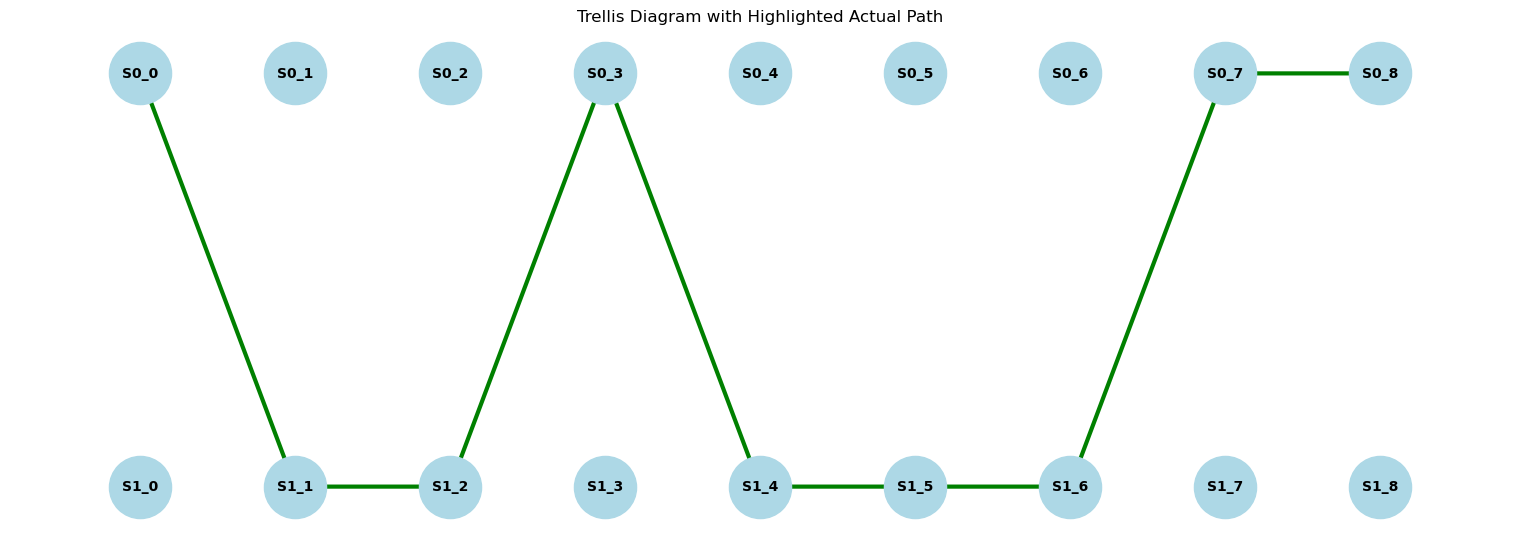 Trellis Diagram with Highlighted Actual Path
S0_0 S0_1 S0_2 S0_3 S0_4 S0_5 S0_6 S0_7 S0_8
S1_0 S1_1 S1_2 S1_3 S1_4 S1_5 S1_6 S1_7 S1_8